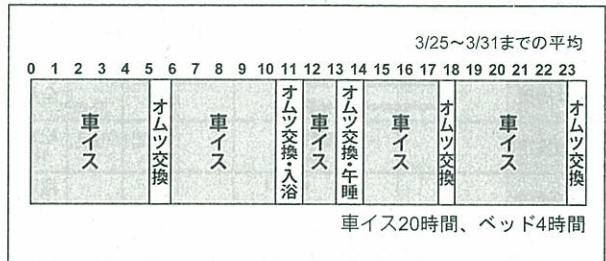 3/25～3/31までの平均
0 1 2 3 4 5 6 7 8 9 10 11 12 13 14 15 16 17 18 19 20 21 22 23
車イス
オムツ交換
車イス
オムツ交換・入浴
車イス
オムツ交換・午睡
車イス
オムツ交換
車イス
オムツ交換
車イス20時間、ベッド4時間